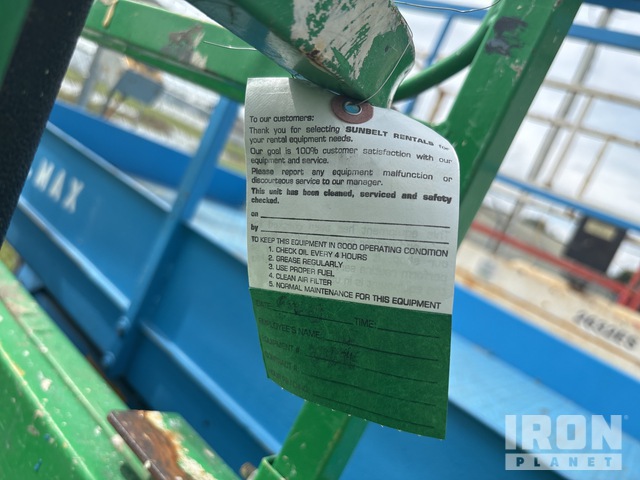 To our customers:
Thank you for selecting SUNBELT RENTALS for
your rental equipment needs.
Our goal is 100% customer satisfaction with our
equipment and service.
Please report any equipment malfunction or
discourteous service to our manager.
This unit has been cleaned, serviced and safety
checked.
on
by
TO KEEP THIS EQUIPMENT IN GOOD OPERATING CONDITION
1. CHECK OIL EVERY 4 HOURS
2. GREASE REGULARLY
3. USE PROPER FUEL
4. CLEAN AIR FILTER
5. NORMAL MAINTENANCE FOR THIS EQUIPMENT
TIME:
EMPLOYEE'S NAME
EQUIPMENT #
MAX
IRON
PLANET